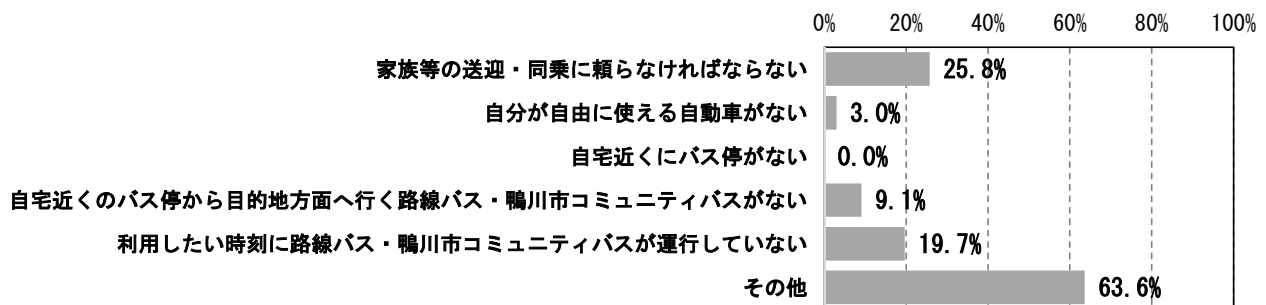 0% 20% 40% 60% 80% 100%
家族等の送迎・同乗に頼らなければならない 25.8%
自分が自由に使える自動車がない 3.0%
自宅近くにバス停がない 0.0%
自宅近くのバス停から目的地方面へ行く路線バス・鴨川市コミュニティバスがない 9.1%
利用したい時刻に路線バス・鴨川市コミュニティバスが運行していない 19.7%
その他 63.6%